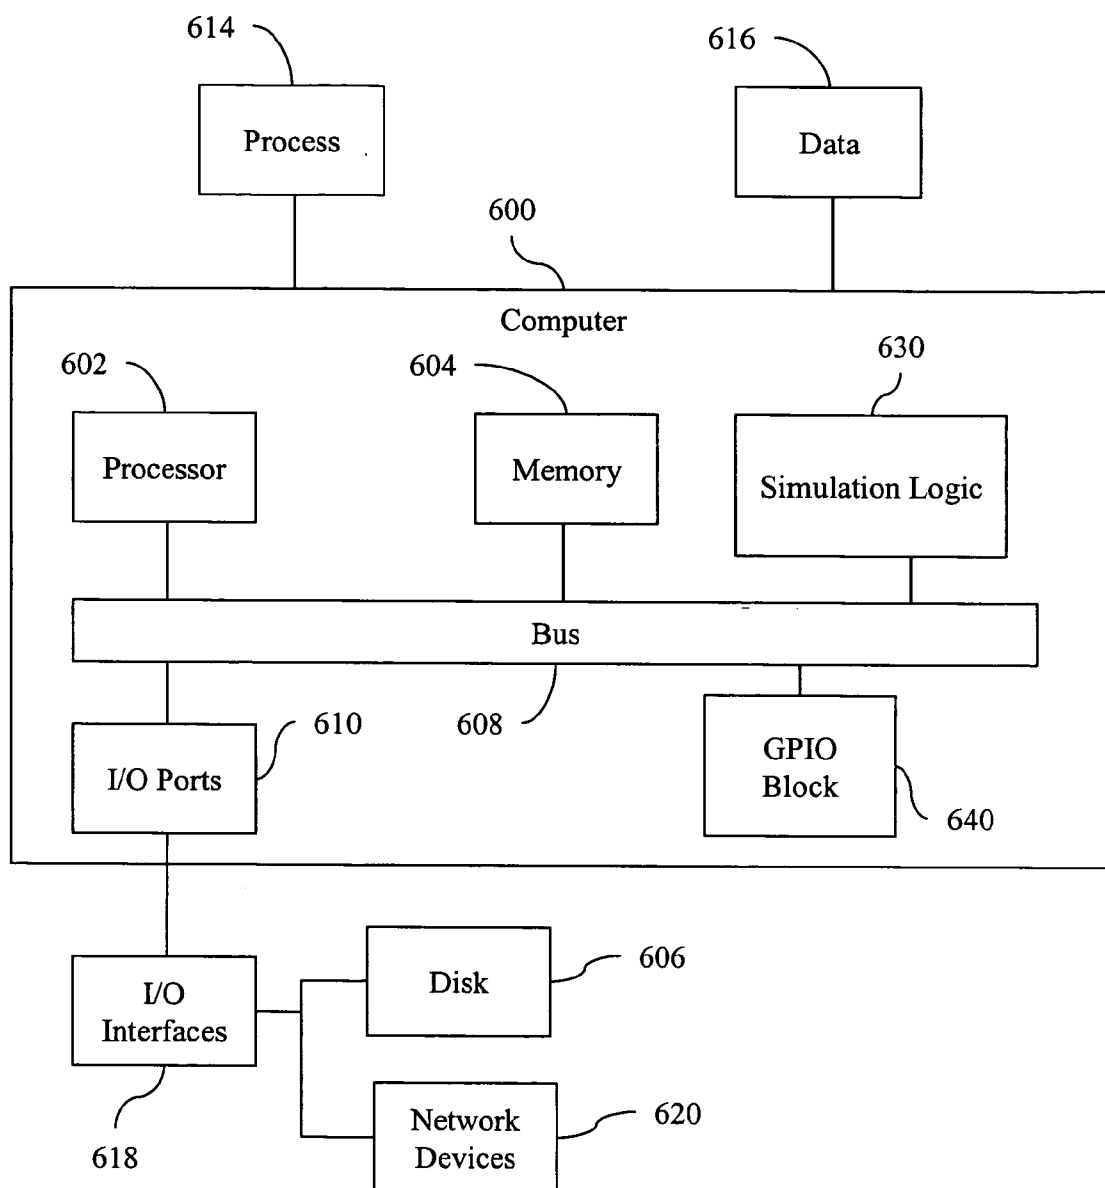 614
616
Process
Data
600
Computer
602
604
630
Processor
Memory
Simulation Logic
Bus
610
608
I/O Ports
GPIO
Block
640
I/O
Interfaces
Disk
606
618
Network
Devices
620